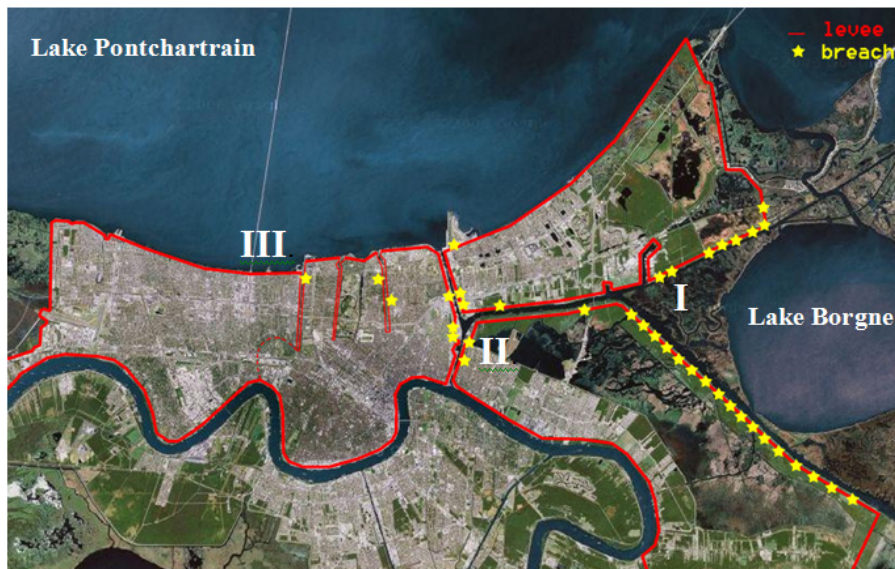 Lake Pontchartrain
levee
breach
III
I
Lake Borgne
II